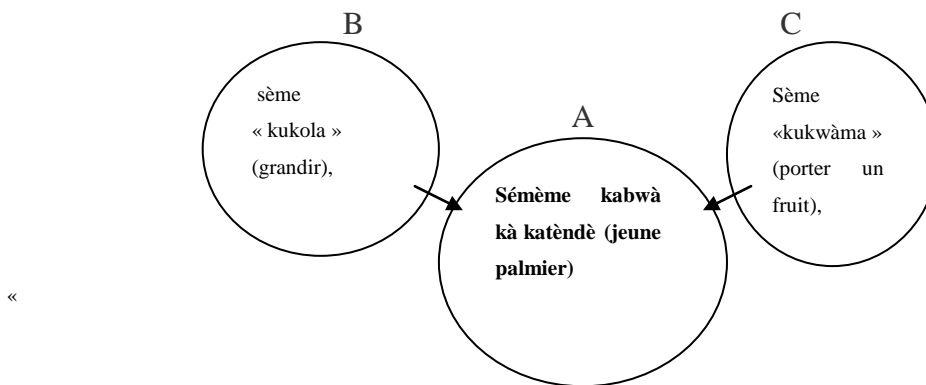 B
sème
« kukola »
(grandir),
A
Sémème kabwà
kà katèndè (jeune
palmier)
C
Sème
«kukwàma »
(porter un
fruit),
«